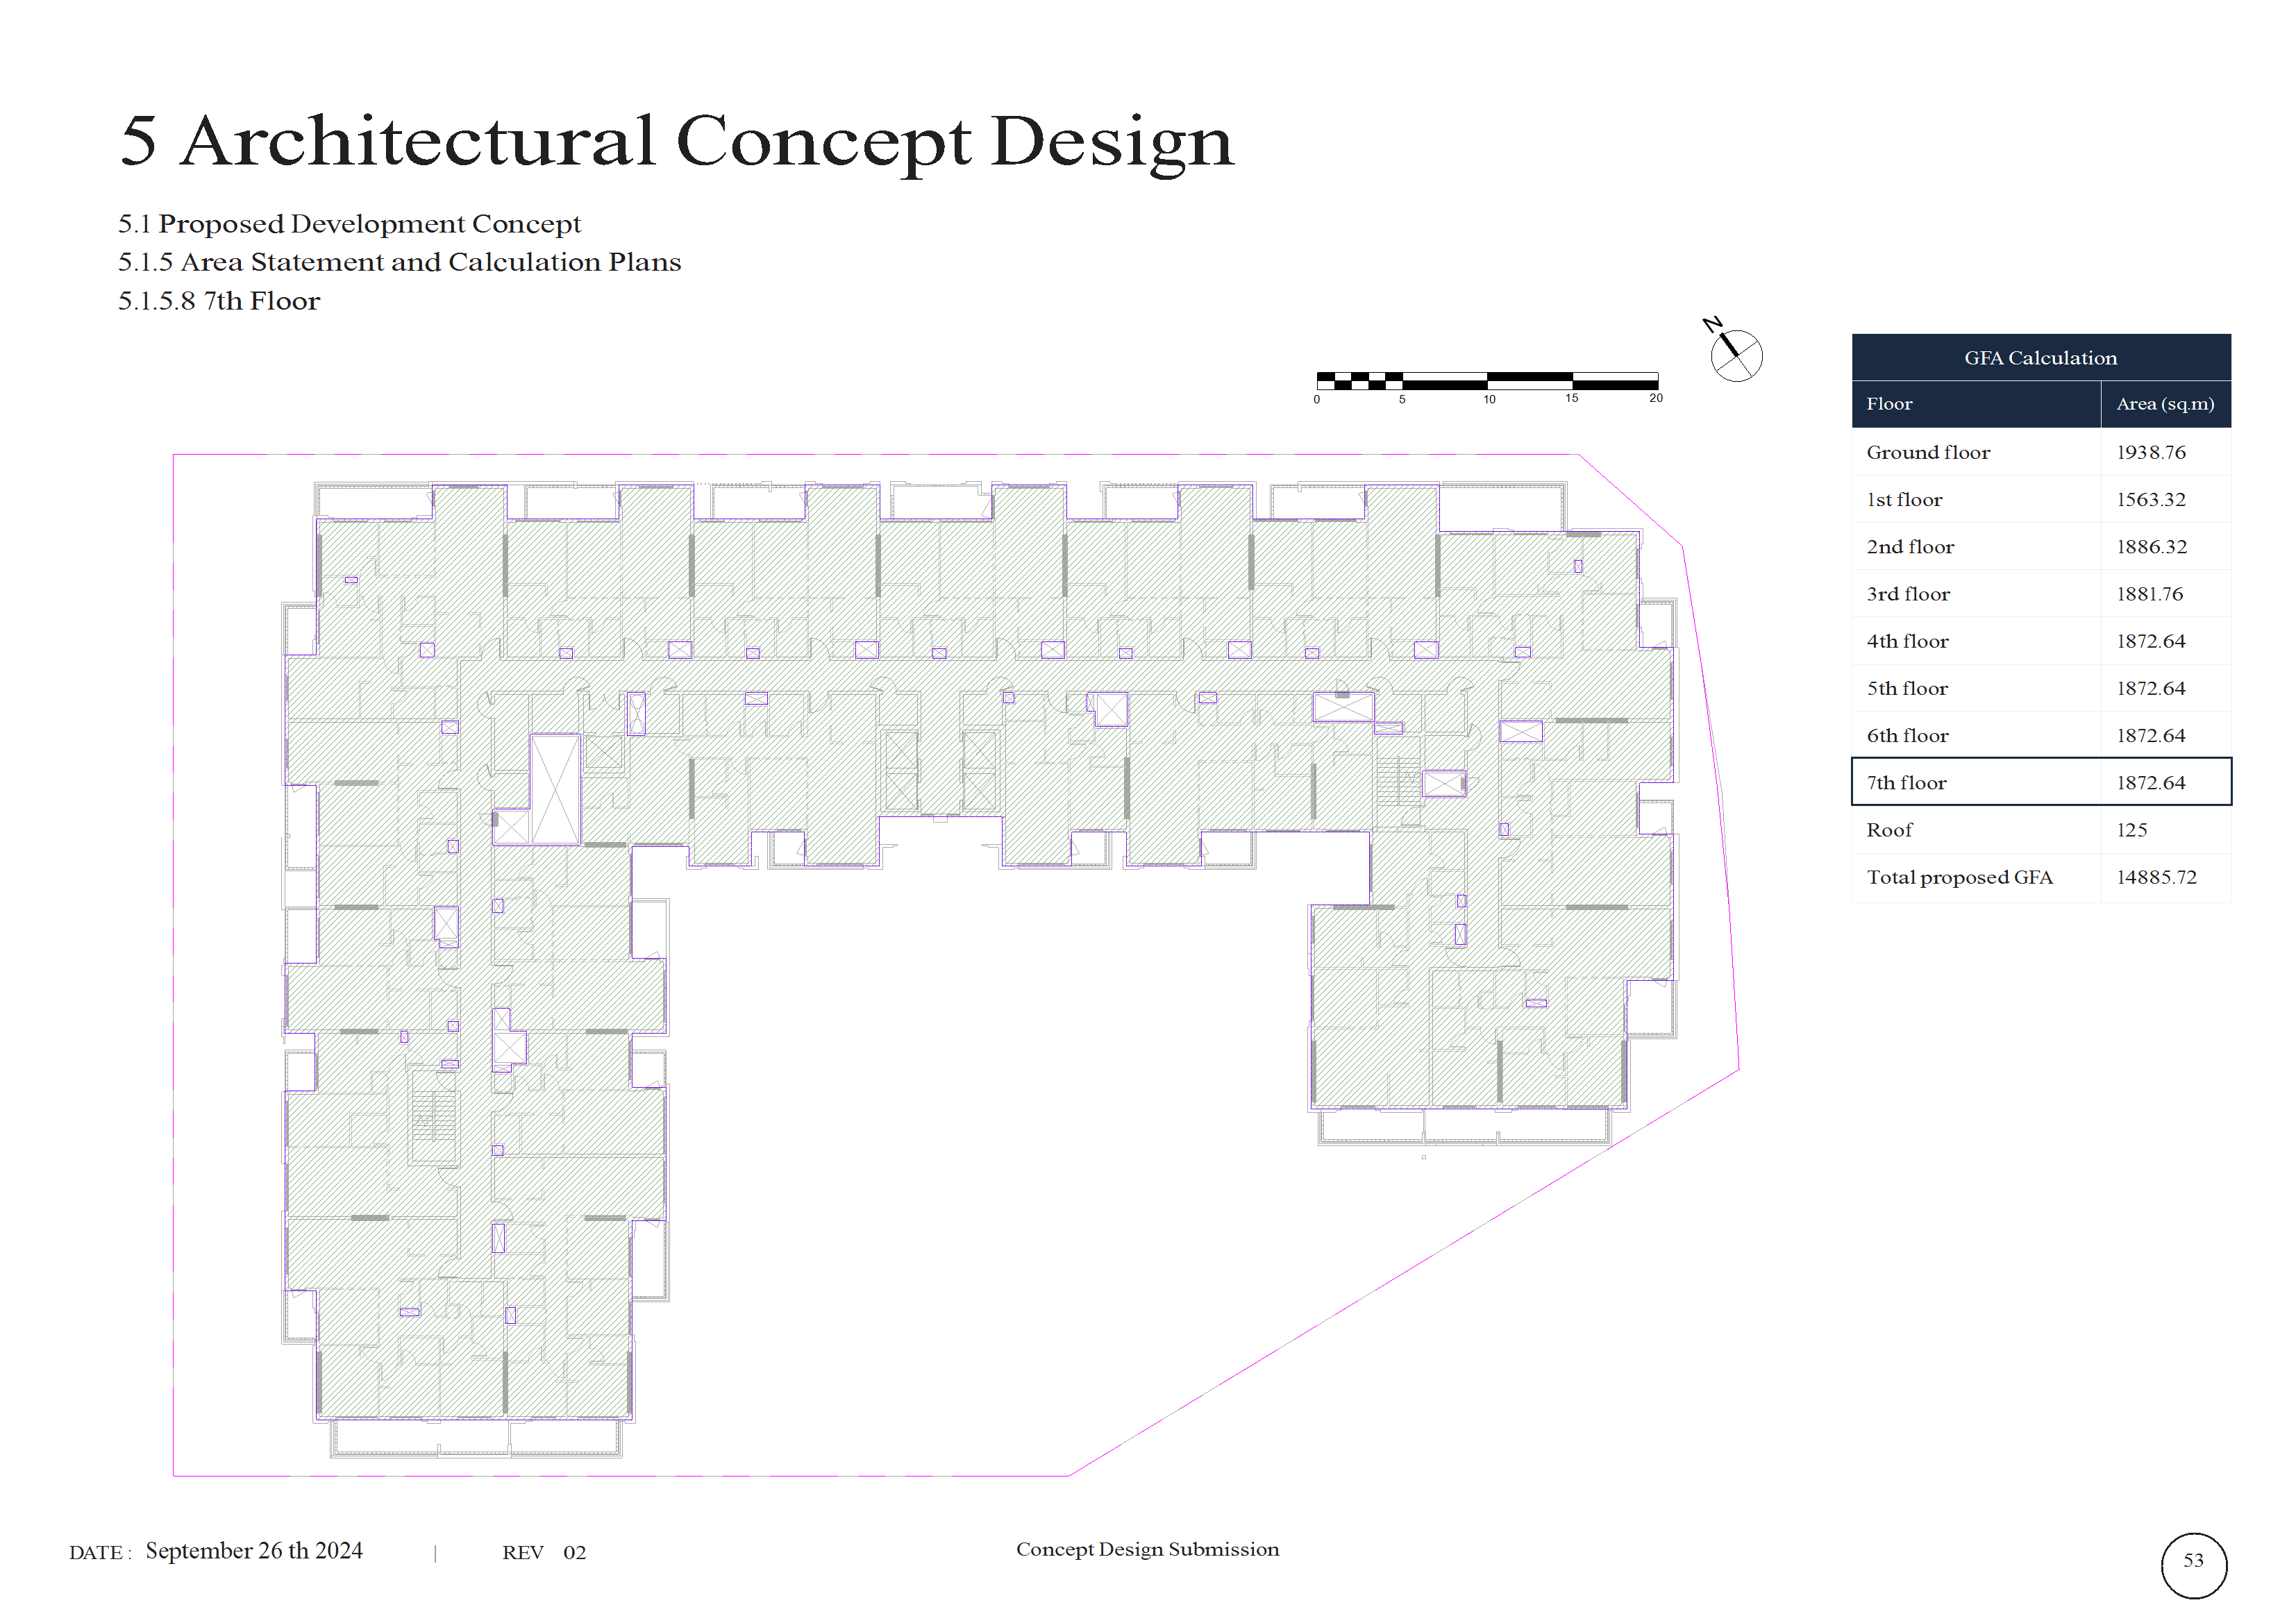 5 Architectural Concept Design
5.1 Proposed Development Concept
5.1.5 Area Statement and Calculation Plans
5.1.5.8 7th Floor
N
0 5 10 15 20
GFA Calculation
Floor Area (sq.m)
Ground floor 1938.76
1st floor 1563.32
2nd floor 1886.32
3rd floor 1881.76
4th floor 1872.64
5th floor 1872.64
6th floor 1872.64
7th floor 1872.64
Roof 125
Total proposed GFA 14885.72
DATE : September 26 th 2024 | REV 02
Concept Design Submission
53